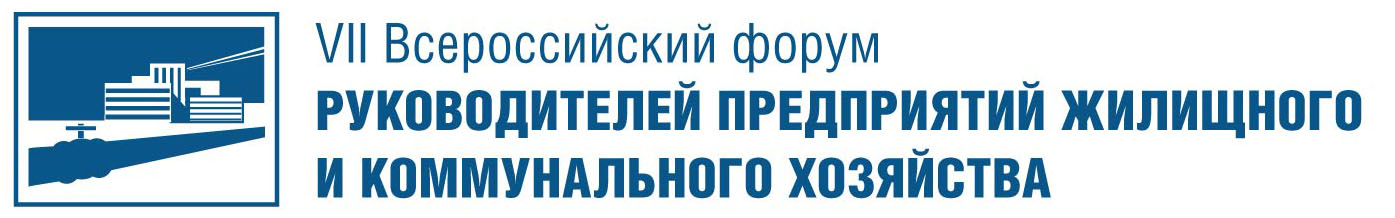 VII Всероссийский форум
РУКОВОДИТЕЛЕЙ ПРЕДПРИЯТИЙ ЖИЛИЩНОГО
И КОММУНАЛЬНОГО ХОЗЯЙСТВА